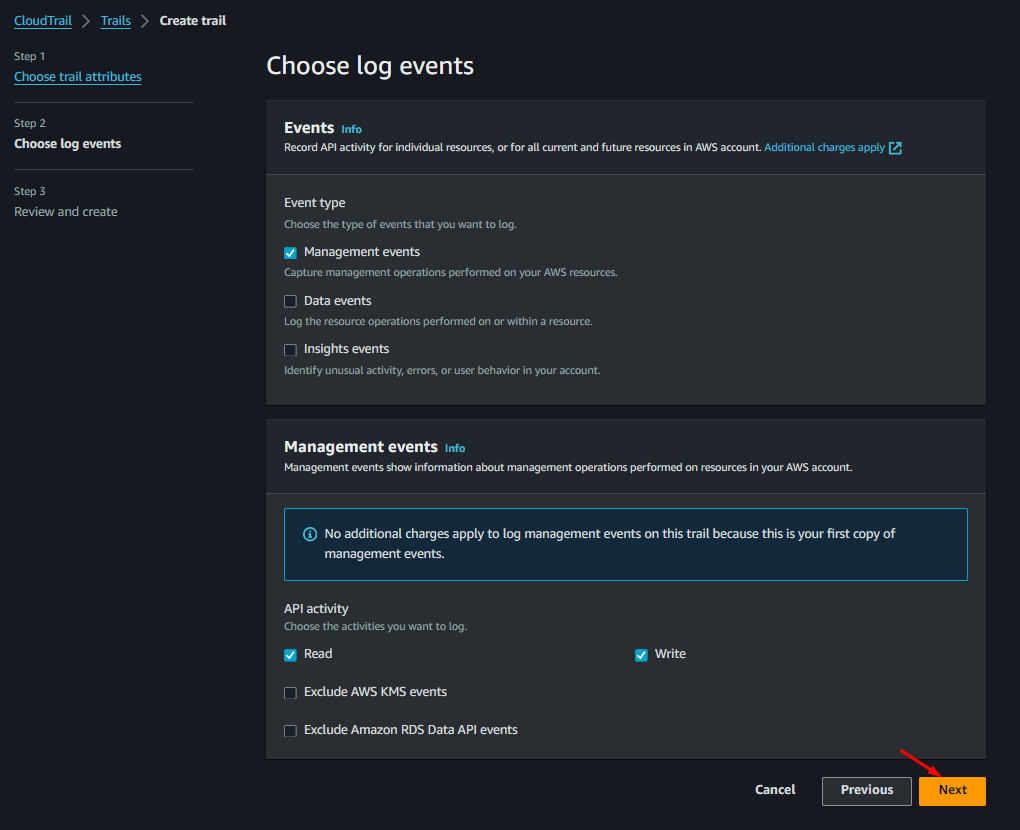 CloudTrail > Trails > Create trail
Step 1
Choose trail attributes
Step 2
Choose log events
Step 3
Review and create
Choose log events
Events Info
Record API activity for individual resources, or for all current and future resources in AWS account. Additional charges apply
Event type
Choose the type of events that you want to log.
Management events
Capture management operations performed on your AWS resources.
Data events
Log the resource operations performed on or within a resource.
Insights events
Identify unusual activity, errors, or user behavior in your account.
Management events Info
Management events show information about management operations performed on resources in your AWS account.
No additional charges apply to log management events on this trail because this is your first copy of
management events.
API activity
Choose the activities you want to log.
Read Write
Exclude AWS KMS events
Exclude Amazon RDS Data API events
Cancel Previous Next